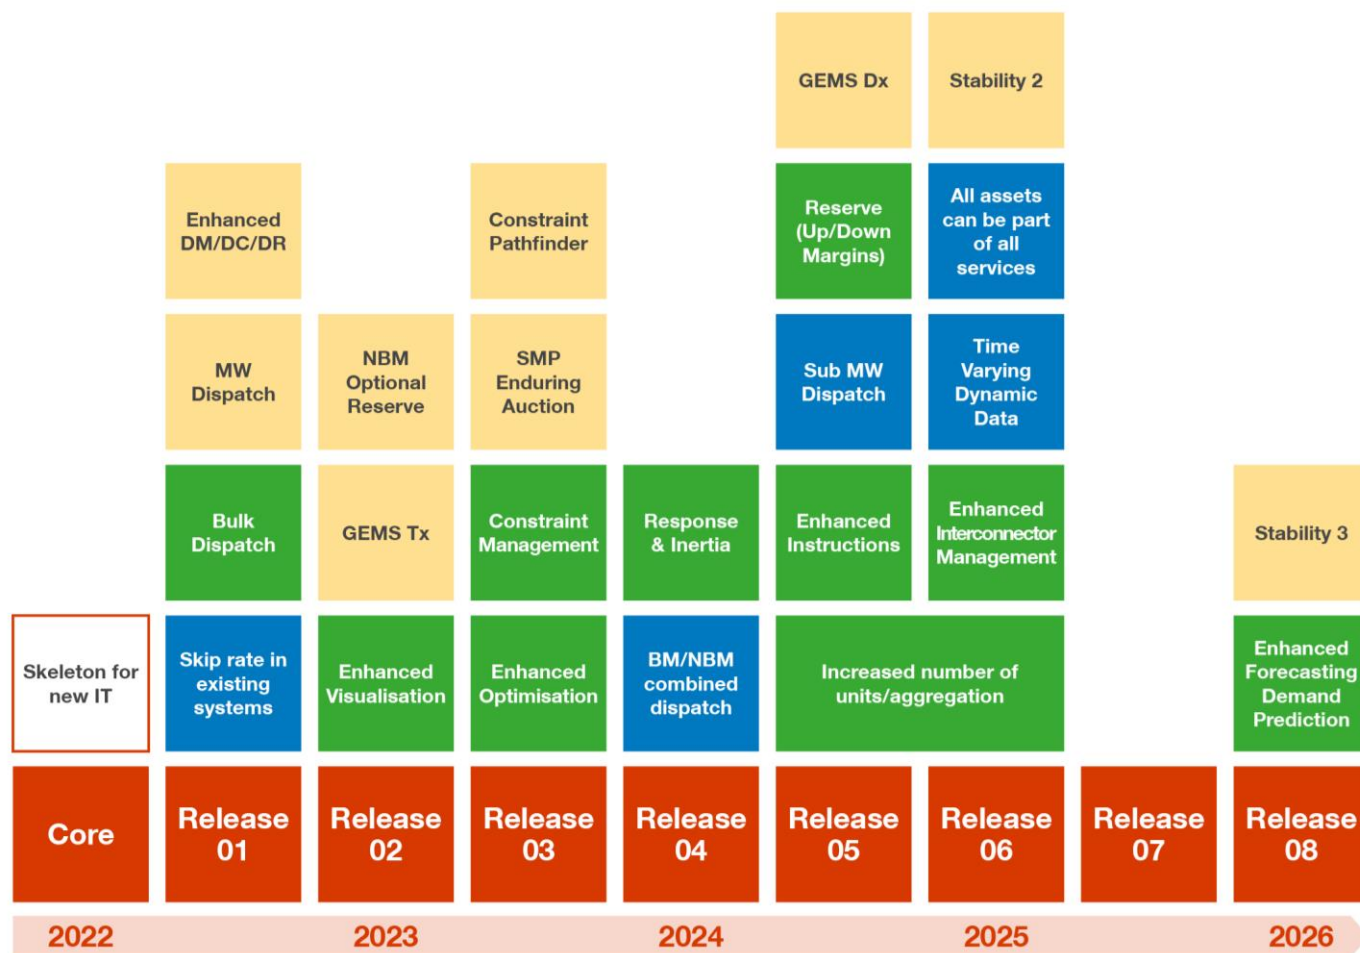 GEMS Dx
Stability 2
Enhanced
DM/DC/DR
Constraint
Pathfinder
Reserve
(Up/Down
Margins)
All assets
can be part
of all
services
MW
Dispatch
NBM
Optional
Reserve
SMP
Enduring
Auction
Sub MW
Dispatch
Time
Varying
Dynamic
Data
Bulk
Dispatch
GEMS Tx
Constraint
Management
Response
& Inertia
Enhanced
Instructions
Enhanced
Interconnector
Management
Stability 3
Skeleton for
new IT
Skip rate in
existing
systems
Enhanced
Visualisation
Enhanced
Optimisation
BM/NBM
combined
dispatch
Increased number of
units/aggregation
Enhanced
Forecasting
Demand
Prediction
Core
Release
01
Release
02
Release
03
Release
04
Release
05
Release
06
Release
07
Release
08
2022
2023
2024
2025
2026